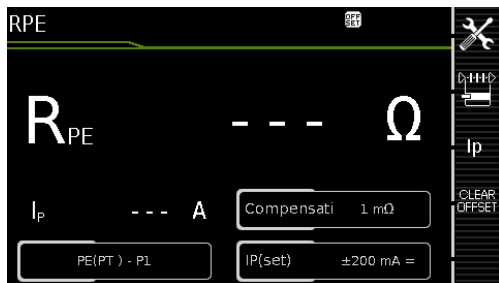 RPE
OFF
SET
RPE
- - - Ω
Ip
IP
- - - A
Compensati 1 mΩ
CLEAR
OFFSET
PE(PT ) - P1
IP(set) ±200 mA =